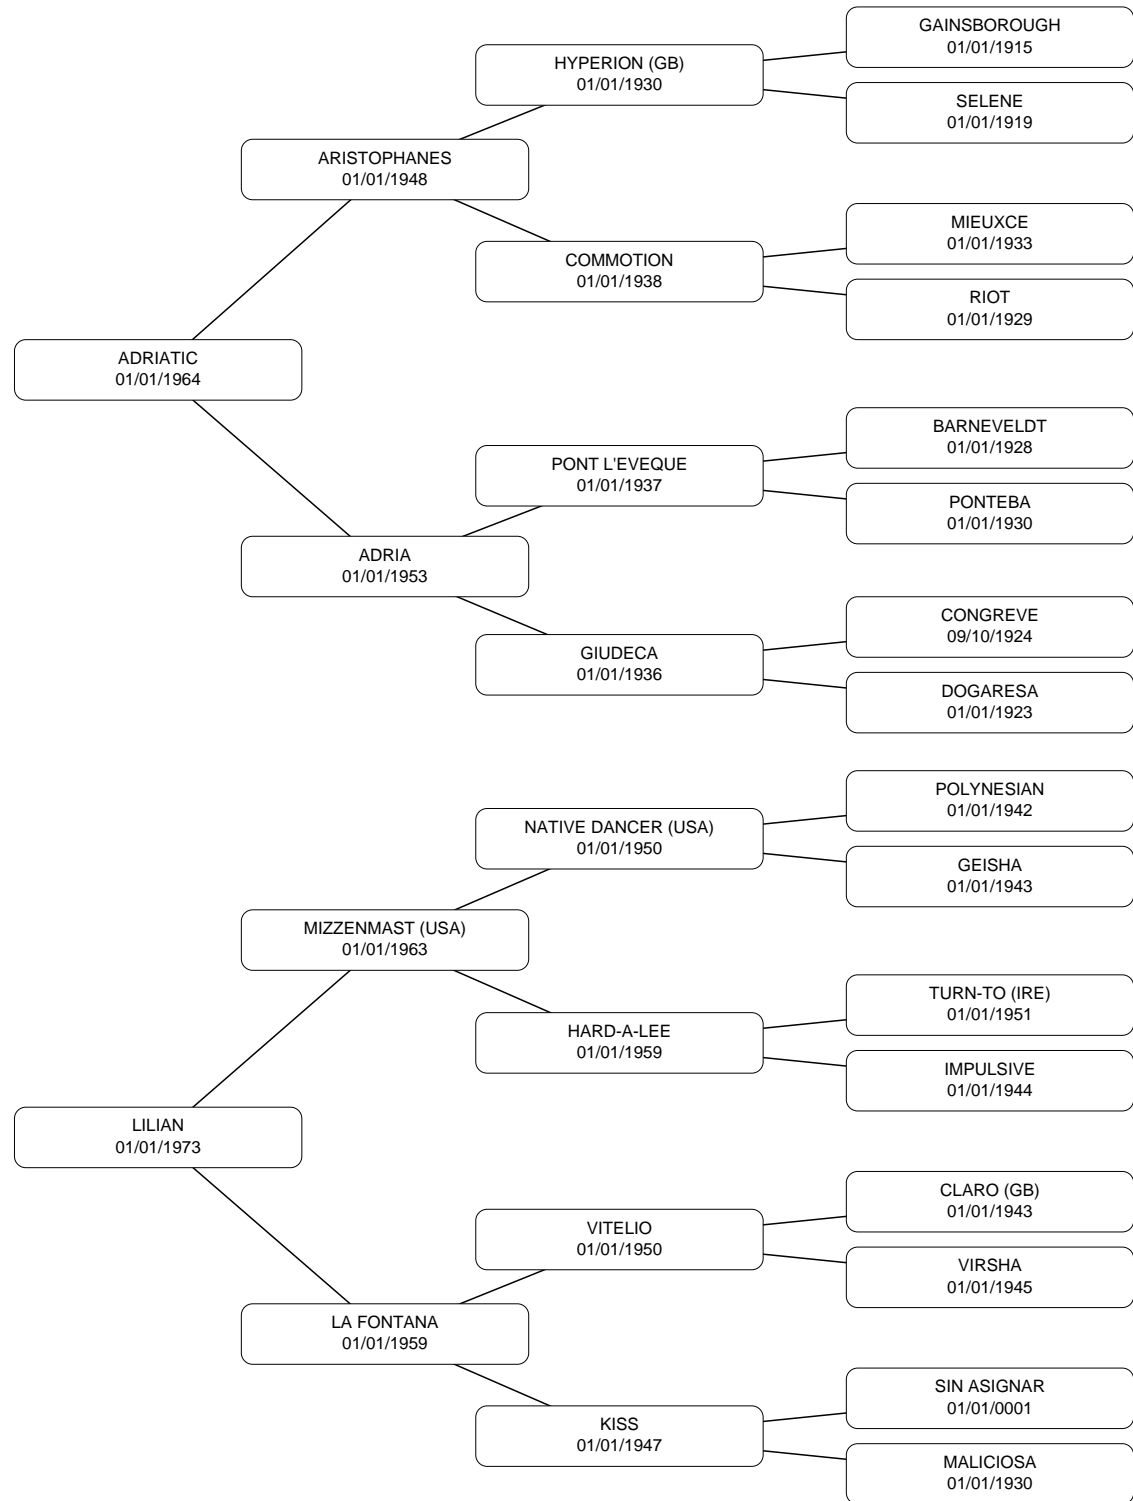 GAINSBOROUGH
01/01/1915
HYPERION (GB)
01/01/1930
SELENE
01/01/1919
ARISTOPHANES
01/01/1948
MIEUXCE
01/01/1933
COMMOTION
01/01/1938
RIOT
01/01/1929
ADRIATIC
01/01/1964
BARNEVELDT
01/01/1928
PONT L'EVEQUE
01/01/1937
PONTEBA
01/01/1930
ADRIA
01/01/1953
CONGREVE
09/10/1924
GIUDECA
01/01/1936
DOGARESA
01/01/1923
POLYNESIAN
01/01/1942
NATIVE DANCER (USA)
01/01/1950
GEISHA
01/01/1943
MIZZENMAST (USA)
01/01/1963
TURN-TO (IRE)
01/01/1951
HARD-A-LEE
01/01/1959
IMPULSIVE
01/01/1944
LILIAN
01/01/1973
CLARO (GB)
01/01/1943
VITELIO
01/01/1950
VIRSHA
01/01/1945
LA FONTANA
01/01/1959
SIN ASIGNAR
01/01/0001
KISS
01/01/1947
MALICIOSA
01/01/1930